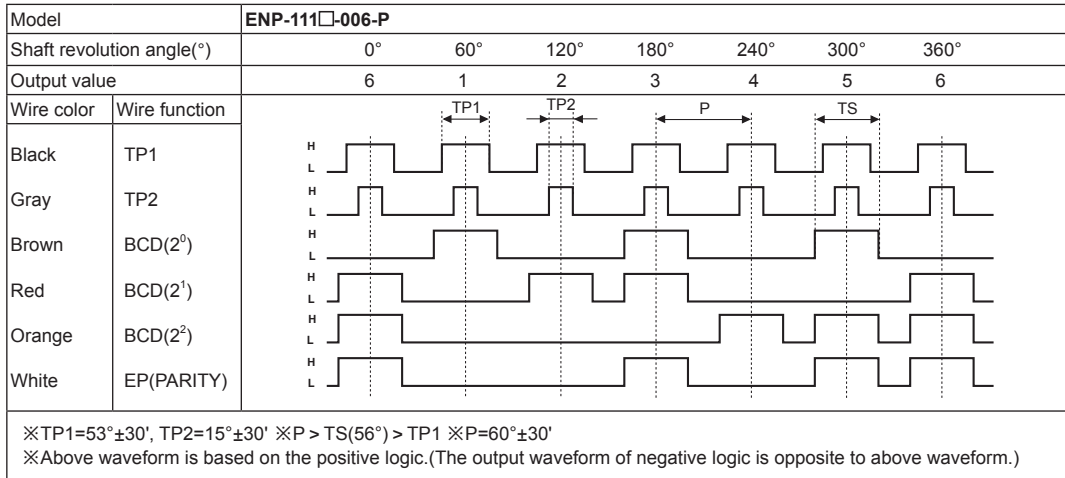 Model ENP-111□-006-P
Shaft revolution angle(°) 0° 60° 120° 180° 240° 300° 360°
Output value 6 1 2 3 4 5 6
Wire color Wire function TP1 TP2 P TS
Black TP1 H L
Gray TP2 H L
Brown BCD(2⁰) H L
Red BCD(2¹) H L
Orange BCD(2²) H L
White EP(PARITY) H L
※TP1=53°±30', TP2=15°±30' ※P > TS(56°) > TP1 ※P=60°±30'
※Above waveform is based on the positive logic.(The output waveform of negative logic is opposite to above waveform.)